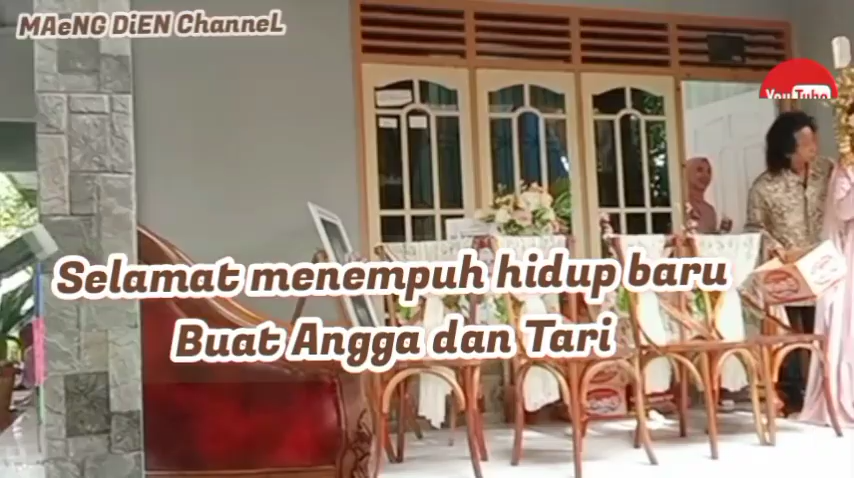 MAeNG DiEN ChanneL
YouTube
Selamat menempuh hidup baru
Buat Angga dan Tari